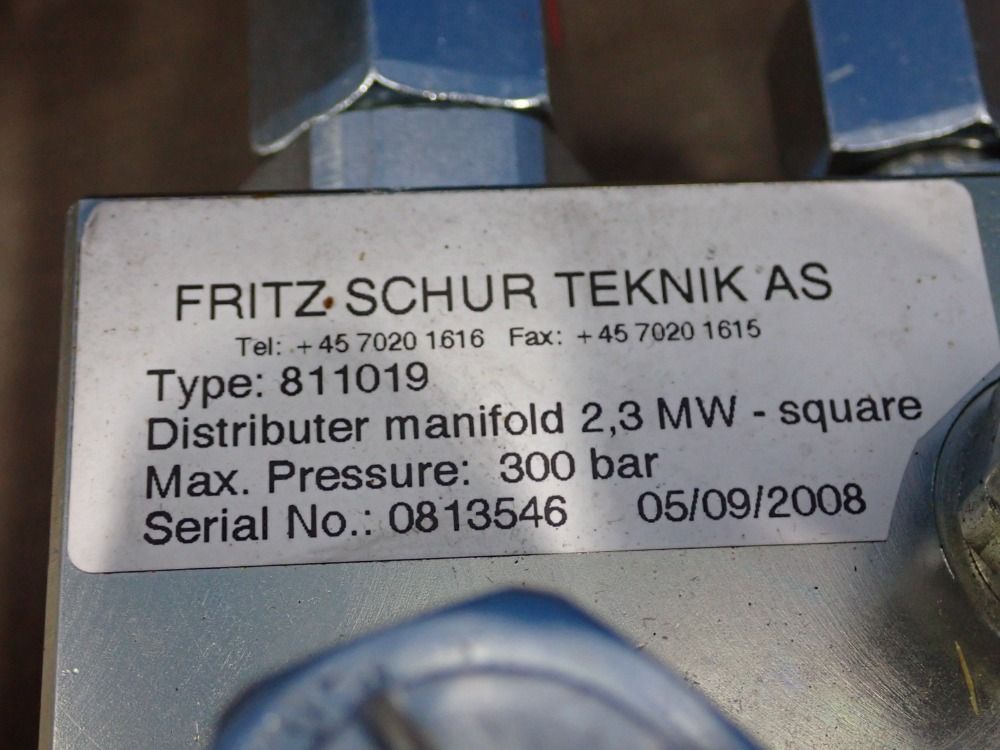 FRITZ SCHUR TEKNIK AS
Tel: +45 7020 1616 Fax: +45 7020 1615
Type: 811019
Distributer manifold 2,3 MW - square
Max. Pressure: 300 bar
Serial No.: 0813546 05/09/2008